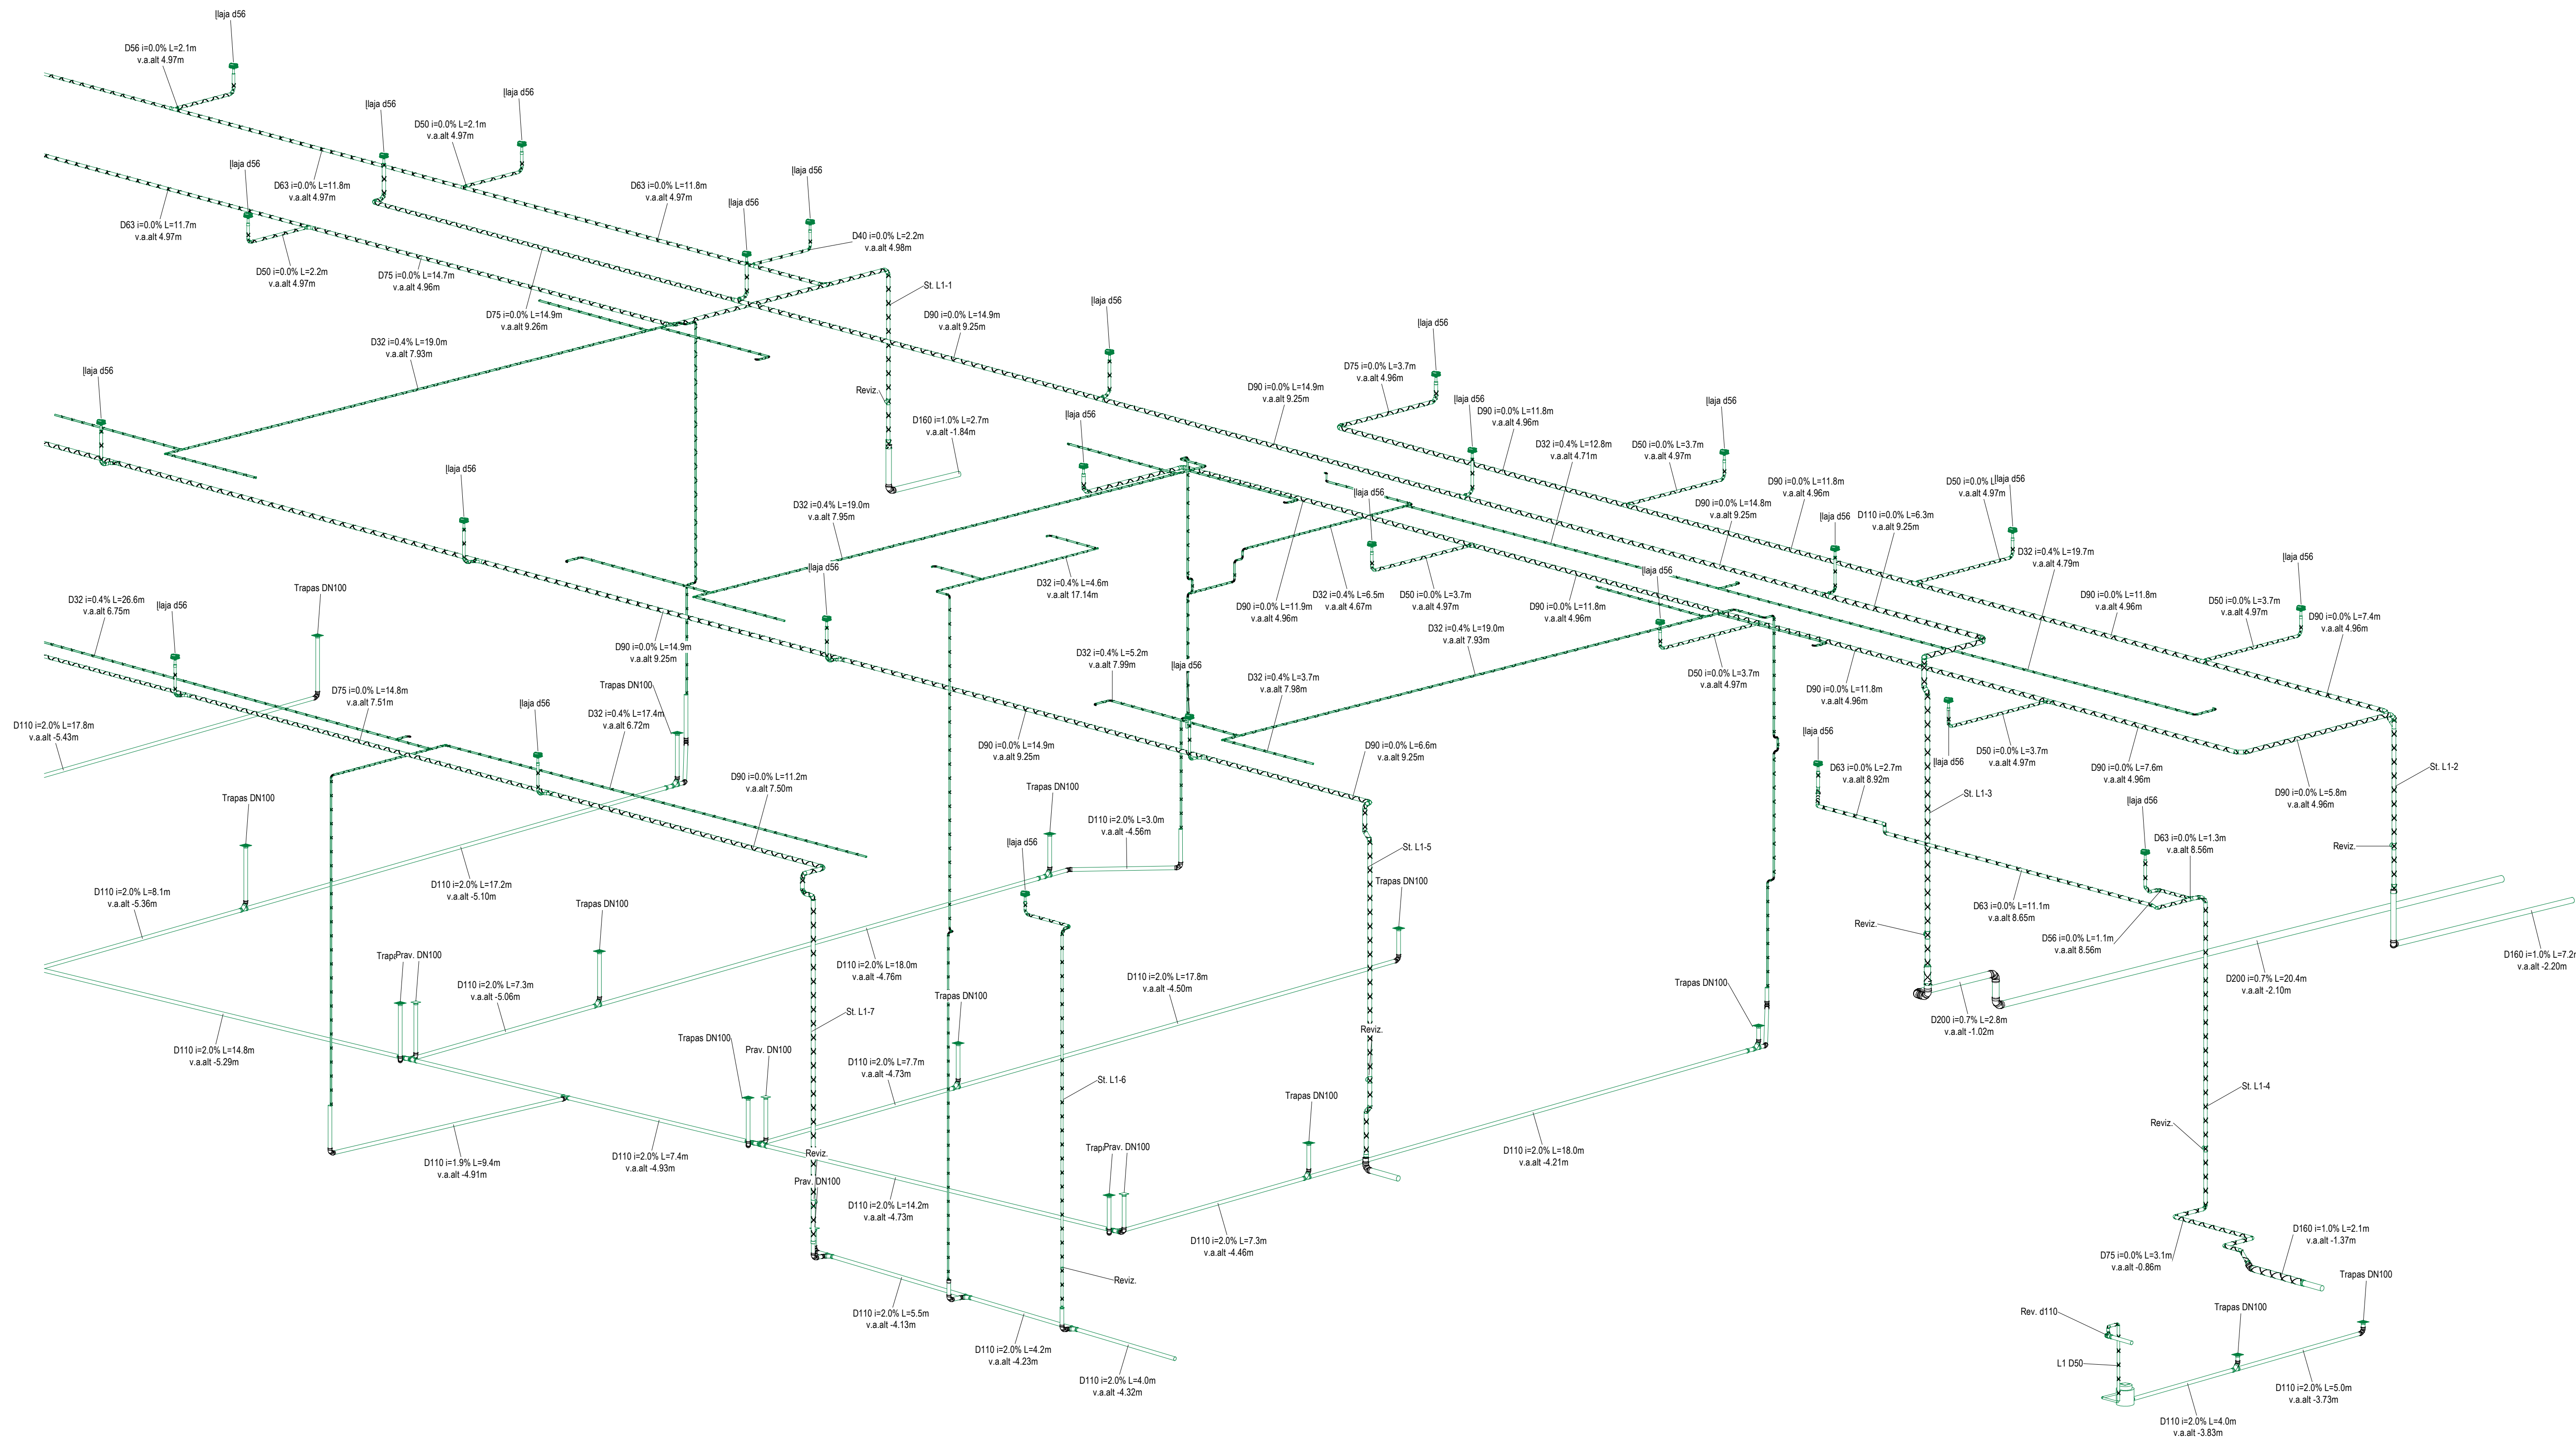 Iļaja d56
D56 i=0.0% L=2.1m
v.a.alt 4.97m
Iļaja d56
Iļaja d56
D50 i=0.0% L=2.1m
v.a.alt 4.97m
Iļaja d56
Iļaja d56
D63 i=0.0% L=11.8m
v.a.alt 4.97m
D63 i=0.0% L=11.8m
v.a.alt 4.97m
Iļaja d56
D63 i=0.0% L=11.7m
v.a.alt 4.97m
D40 i=0.0% L=2.2m
v.a.alt 4.98m
D50 i=0.0% L=2.2m
v.a.alt 4.97m
D75 i=0.0% L=14.7m
v.a.alt 4.96m
St. L1-1
D75 i=0.0% L=14.9m
v.a.alt 9.26m
D90 i=0.0% L=14.9m
v.a.alt 9.25m
Iļaja d56
Iļaja d56
D32 i=0.4% L=19.0m
v.a.alt 7.93m
Iļaja d56
Reviz.
D75 i=0.0% L=3.7m
v.a.alt 4.96m
D90 i=0.0% L=14.9m
v.a.alt 9.25m
Iļaja d56
Iļaja d56
Iļaja d56
D160 i=1.0% L=2.7m
v.a.alt -1.84m
D90 i=0.0% L=11.8m
v.a.alt 4.96m
D32 i=0.4% L=12.8m
v.a.alt 4.71m
D50 i=0.0% L=3.7m
v.a.alt 4.97m
Iļaja d56
D90 i=0.0% L=11.8m
v.a.alt 4.96m
D50 i=0.0% L
v.a.alt 4.97m
Iļaja d56
Iļaja d56
D32 i=0.4% L=19.0m
v.a.alt 7.95m
D90 i=0.0% L=14.8m
v.a.alt 9.25m
Iļaja d56
D110 i=0.0% L=6.3m
v.a.alt 9.25m
D32 i=0.4% L=19.7m
v.a.alt 4.79m
Iļaja d56
Iļaja d56
Iļaja d56
Trapas DN100
D32 i=0.4% L=4.6m
v.a.alt 17.14m
D90 i=0.0% L=11.9m
v.a.alt 4.96m
D32 i=0.4% L=6.5m
v.a.alt 4.67m
D50 i=0.0% L=3.7m
v.a.alt 4.97m
D90 i=0.0% L=11.8m
v.a.alt 4.96m
D90 i=0.0% L=11.8m
v.a.alt 4.96m
D50 i=0.0% L=3.7m
v.a.alt 4.97m
D90 i=0.0% L=7.4m
v.a.alt 4.96m
D32 i=0.4% L=26.6m
v.a.alt 6.75m
Iļaja d56
D90 i=0.0% L=14.9m
v.a.alt 9.25m
D32 i=0.4% L=5.2m
v.a.alt 7.99m
Iļaja d56
D32 i=0.4% L=19.0m
v.a.alt 7.93m
D32 i=0.4% L=3.7m
v.a.alt 7.98m
D50 i=0.0% L=3.7m
v.a.alt 4.97m
D90 i=0.0% L=11.8m
v.a.alt 4.96m
D75 i=0.0% L=14.8m
v.a.alt 7.51m
Trapas DN100
Iļaja d56
D32 i=0.4% L=17.4m
v.a.alt 6.72m
D110 i=2.0% L=17.8m
v.a.alt -5.43m
D90 i=0.0% L=14.9m
v.a.alt 9.25m
D90 i=0.0% L=6.6m
v.a.alt 9.25m
Iļaja d56
D63 i=0.0% L=2.7m
v.a.alt 8.92m
Iļaja d56
D50 i=0.0% L=3.7m
v.a.alt 4.97m
D90 i=0.0% L=7.6m
v.a.alt 4.96m
St. L1-2
D90 i=0.0% L=11.2m
v.a.alt 7.50m
Trapas DN100
Trapas DN100
St. L1-3
D90 i=0.0% L=5.8m
v.a.alt 4.96m
Iļaja d56
D63 i=0.0% L=1.3m
v.a.alt 8.56m
Reviz.
D110 i=2.0% L=3.0m
v.a.alt -4.56m
Iļaja d56
St. L1-5
D110 i=2.0% L=8.1m
v.a.alt -5.36m
D110 i=2.0% L=17.2m
v.a.alt -5.10m
Trapas DN100
Trapas DN100
D63 i=0.0% L=11.1m
v.a.alt 8.65m
Reviz.
D56 i=0.0% L=1.1m
v.a.alt 8.56m
D160 i=1.0% L=7.2m
v.a.alt -2.20m
Prav. DN100
D110 i=2.0% L=18.0m
v.a.alt -4.76m
D110 i=2.0% L=7.3m
v.a.alt -5.06m
D110 i=2.0% L=17.8m
v.a.alt -4.50m
Trapas DN100
D200 i=0.7% L=20.4m
v.a.alt -2.10m
Trapas DN100
D200 i=0.7% L=2.8m
v.a.alt -1.02m
St. L1-7
Reviz.
Trapas DN100
Prav. DN100
D110 i=2.0% L=14.8m
v.a.alt -5.29m
D110 i=2.0% L=7.7m
v.a.alt -4.73m
St. L1-6
St. L1-4
Trapas DN100
Reviz.
Prav. DN100
Reviz.
D110 i=1.9% L=9.4m
v.a.alt -4.91m
D110 i=2.0% L=7.4m
v.a.alt -4.93m
D110 i=2.0% L=18.0m
v.a.alt -4.21m
Prav. DN100
D110 i=2.0% L=14.2m
v.a.alt -4.73m
D110 i=2.0% L=7.3m
v.a.alt -4.46m
D75 i=0.0% L=3.1m
v.a.alt -0.86m
D160 i=1.0% L=2.1m
v.a.alt -1.37m
Reviz.
Trapas DN100
D110 i=2.0% L=5.5m
v.a.alt -4.13m
Rev. d110
Trapas DN100
D110 i=2.0% L=4.2m
v.a.alt -4.23m
L1 D50
D110 i=2.0% L=4.0m
v.a.alt -4.32m
D110 i=2.0% L=5.0m
v.a.alt -3.73m
D110 i=2.0% L=4.0m
v.a.alt -3.83m